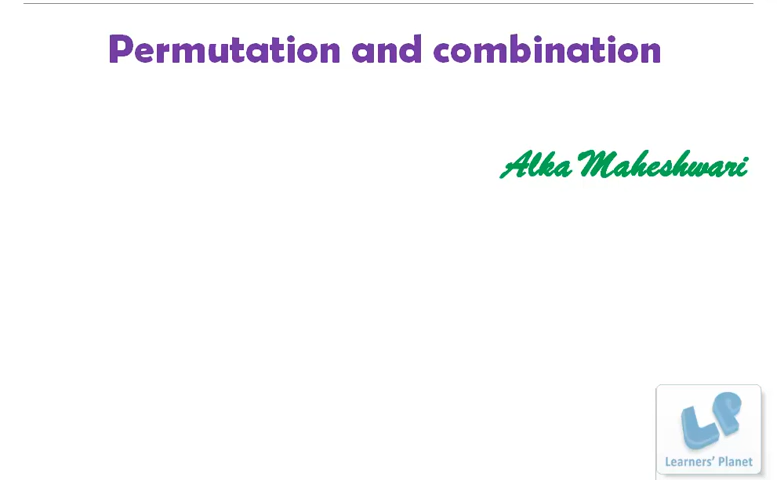 Permutation and combination
Alka Maheshwari
LP
Learners' Planet